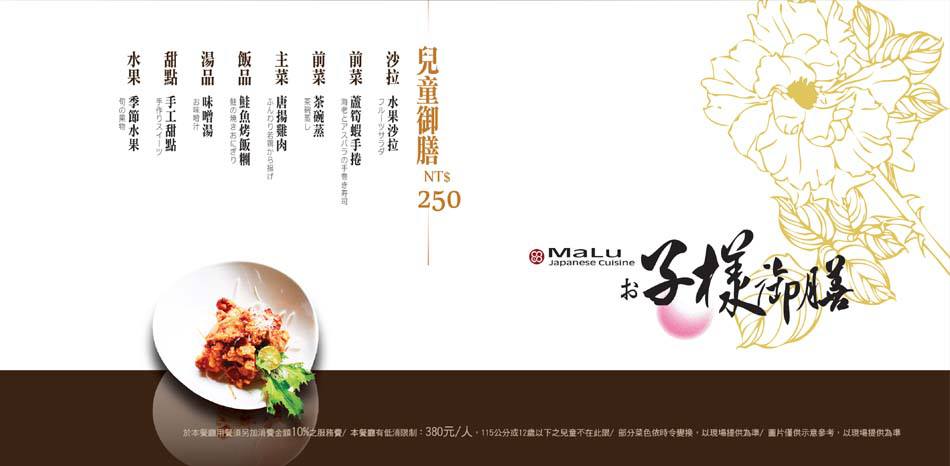 MaLu
Japanese Cuisine
お子様御膳
兒童御膳
NT$
250
沙拉 水果沙拉
フルーツサラダ
前菜 蘆筍蝦手捲
海老とアスパラの手巻き寿司
前菜 茶碗蒸
茶碗蒸し
主菜 唐揚雞肉
ふんわり若鶏から揚げ
飯品 鮭魚烤飯糰
鮭の焼きおにぎり
湯品 味噌湯
お味噌汁
甜點 手工甜點
手作りスイーツ
水果 季節水果
旬の果物
於本餐廳用餐須另加消費金額10%之服務費/ 本餐廳有低消限制：380元/人，115公分或12歲以下之兒童不在此限/ 部分菜色依時令變換，以現場提供為準/ 圖片僅供示意參考，以現場提供為準